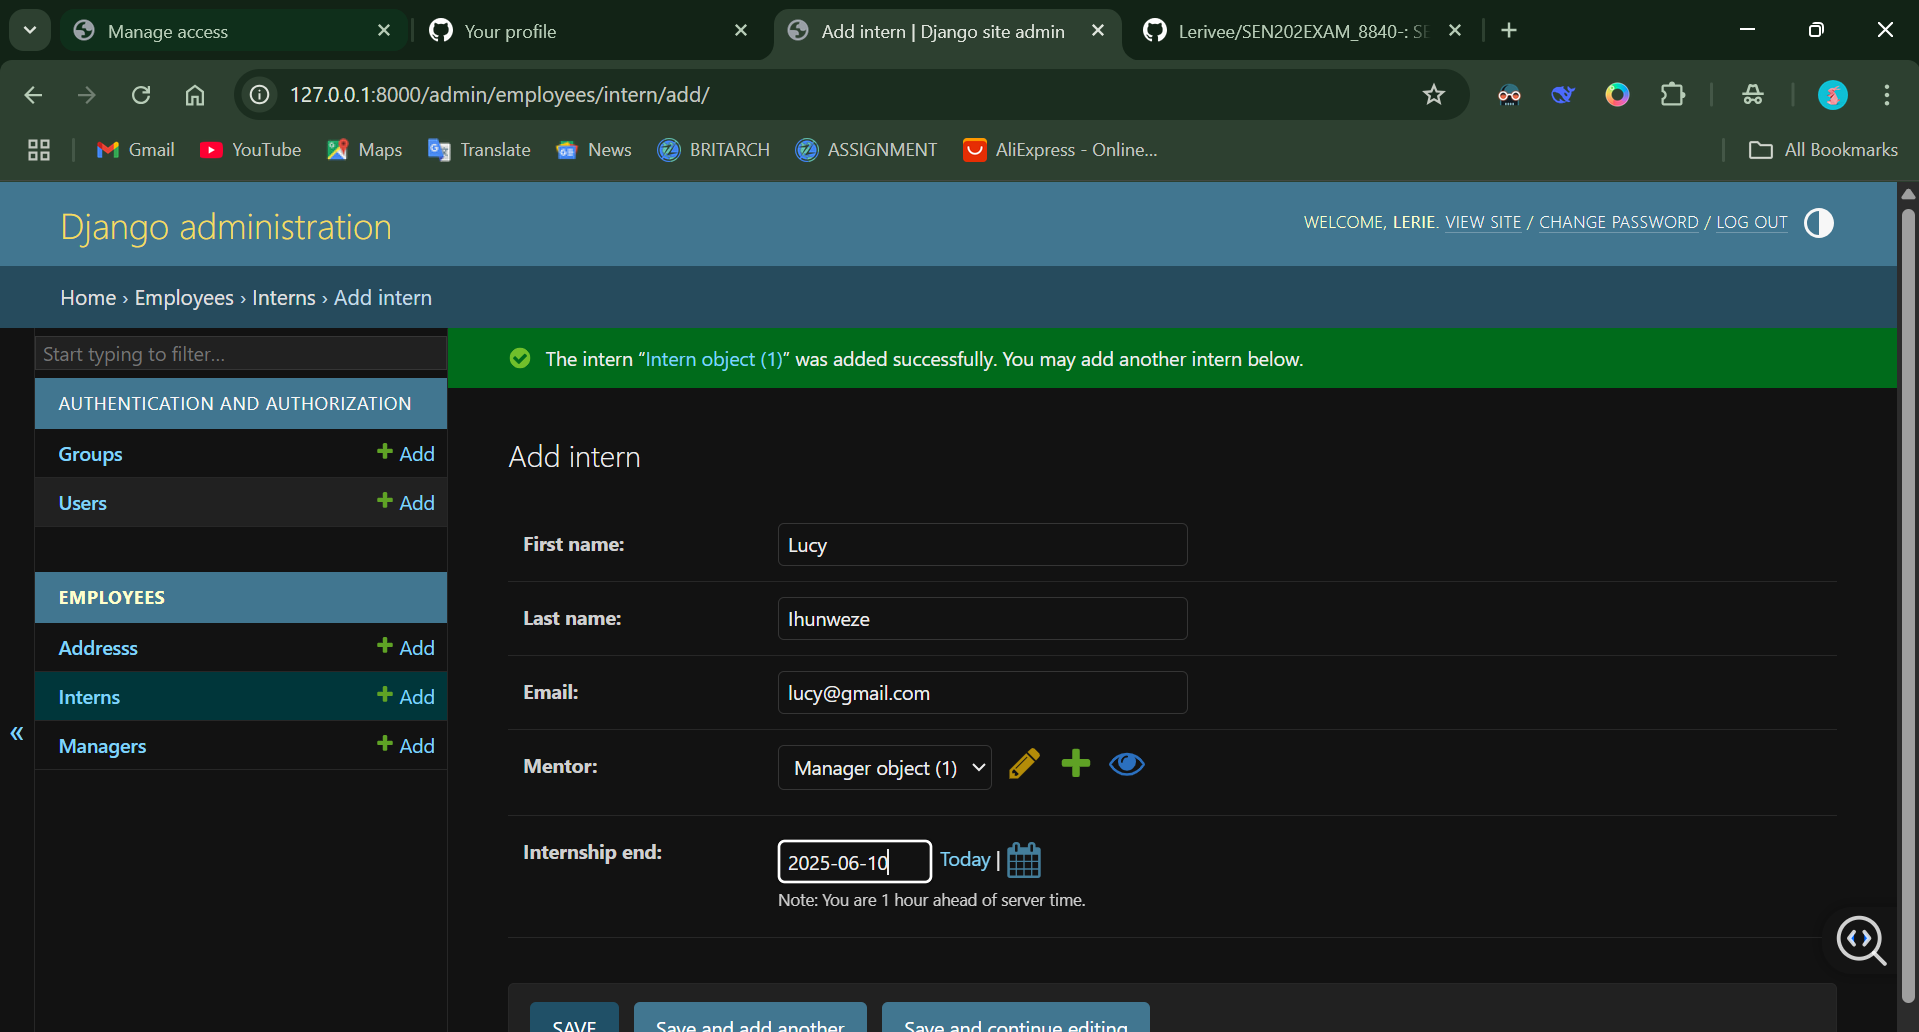 Manage access
Your profile
Add intern | Django site admin
Lerivee/SEN202EXAM_8840-: SE
127.0.0.1:8000/admin/employees/intern/add/
Gmail
YouTube
Maps
Translate
News
BRITARCH
ASSIGNMENT
AliExpress - Online...
All Bookmarks
Django administration
WELCOME, LERIE. VIEW SITE / CHANGE PASSWORD / LOG OUT
Home › Employees › Interns › Add intern
Start typing to filter...
The intern “Intern object (1)” was added successfully. You may add another intern below.
AUTHENTICATION AND AUTHORIZATION
Groups
Add
Users
Add
EMPLOYEES
Addresss
Add
Interns
Add
Managers
Add
«
Add intern
First name:
Lucy
Last name:
Ihunweze
Email:
lucy@gmail.com
Mentor:
Manager object (1)
Internship end:
2025-06-10
Today |
Note: You are 1 hour ahead of server time.
SAVE
Save and add another
Save and continue editing